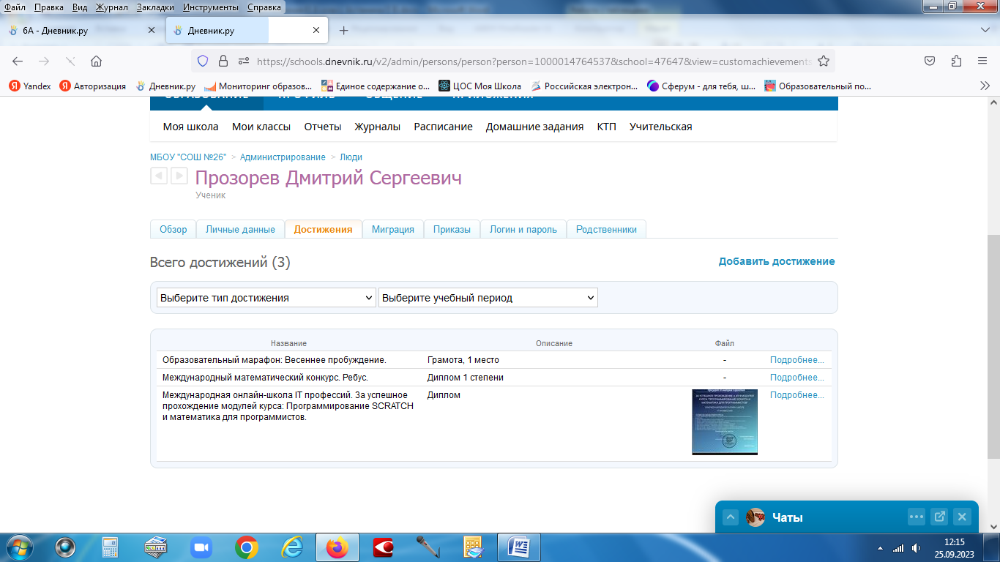 Файл Правка Вид Журнал Закладки Инструменты Справка
6А - Дневник.ру
Дневник.ру
https://schools.dnevnik.ru/v2/admin/persons/person?person=1000014764537&school=47647&view=customachievements
Yandex Авторизация Дневник.ру Мониторинг образов... Единое содержание о... ЦОС Моя Школа Российская электрон... Сферум - для тебя, ш... Образовательный по...
ОБРАЗОВАНИЕ ПРОФИЛЬ ОБЩЕНИЕ ПРИЛОЖЕНИЯ
Моя школа Мои классы Отчеты Журналы Расписание Домашние задания КТП Учительская
МБОУ "СОШ №26" > Администрирование > Люди
Прозорев Дмитрий Сергеевич
Ученик
Обзор Личные данные Достижения Миграция Приказы Логин и пароль Родственники
Всего достижений (3) Добавить достижение
Выберите тип достижения Выберите учебный период
Название Описание Файл
Образовательный марафон: Весеннее пробуждение. Грамота, 1 место - Подробнее...
Международный математический конкурс. Ребус. Диплом 1 степени - Подробнее...
Международная онлайн-школа IT профессий. За успешное Диплом Подробнее...
прохождение модулей курса: Программирование SCRATCH
и математика для программистов.
Чаты
12:15
25.09.2023